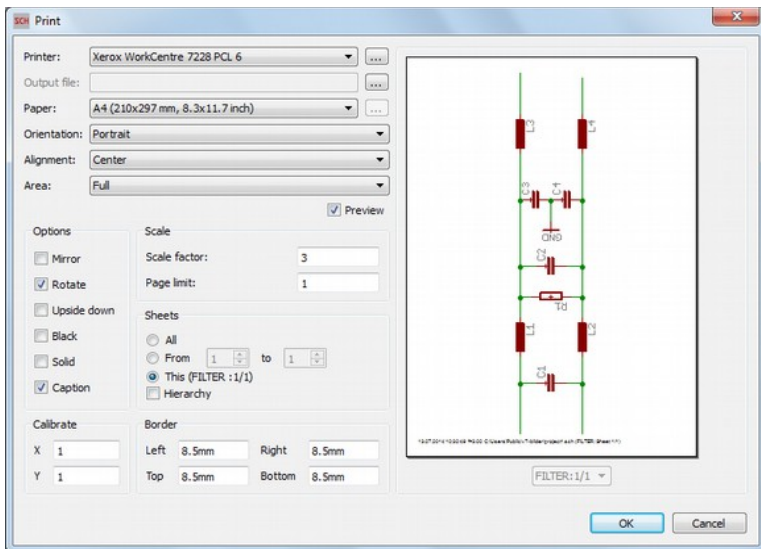 SCH Print
Printer: Xerox WorkCentre 7228 PCL 6 ...
Output file: ...
Paper: A4 (210x297 mm, 8.3x11.7 inch) ...
Orientation: Portrait
Alignment: Center
Area: Full
Preview
Options
Mirror
Rotate
Upside down
Black
Solid
Caption
Scale
Scale factor: 3
Page limit: 1
Sheets
All
From 1 to 1
This (FILTER :1/1)
Hierarchy
Calibrate
X 1
Y 1
Border
Left 8.5mm Right 8.5mm
Top 8.5mm Bottom 8.5mm
L3
L4
C3
C4
GND
C2
R1
L1
L2
C1
FILTER:1/1
OK
Cancel